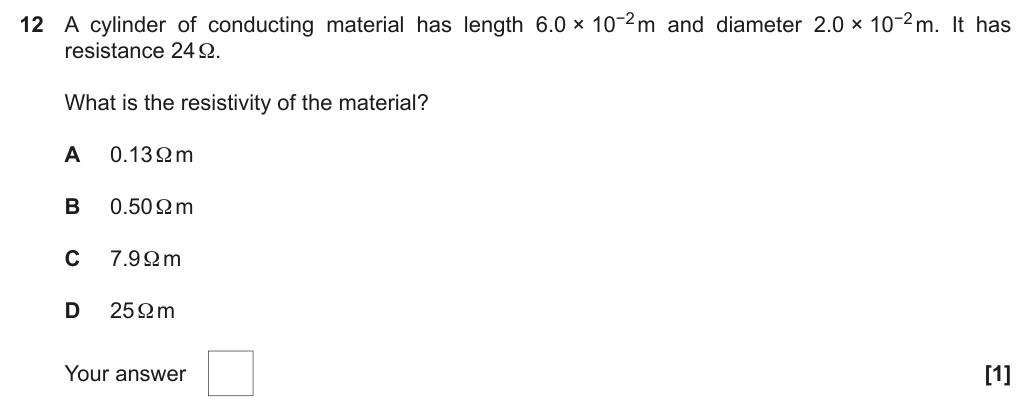 12 A cylinder of conducting material has length 6.0 × 10⁻² m and diameter 2.0 × 10⁻² m. It has
resistance 24 Ω.
What is the resistivity of the material?
A 0.13 Ω m
B 0.50 Ω m
C 7.9 Ω m
D 25 Ω m
Your answer [1]